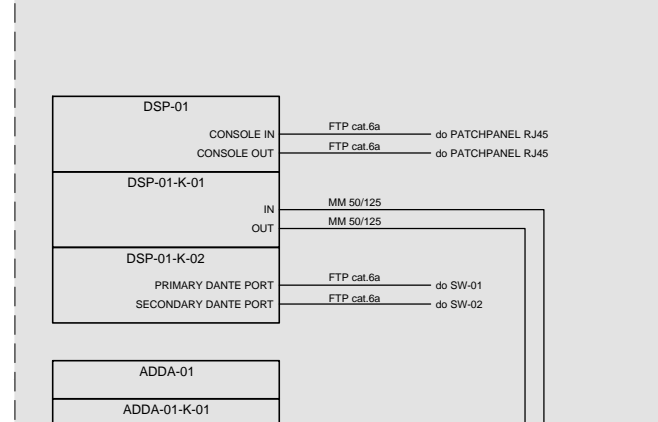 DSP-01
CONSOLE IN FTP cat.6a do PATCHPANEL RJ45
CONSOLE OUT FTP cat.6a do PATCHPANEL RJ45
DSP-01-K-01
IN MM 50/125
OUT MM 50/125
DSP-01-K-02
PRIMARY DANTE PORT FTP cat.6a do SW-01
SECONDARY DANTE PORT FTP cat.6a do SW-02
ADDA-01
ADDA-01-K-01